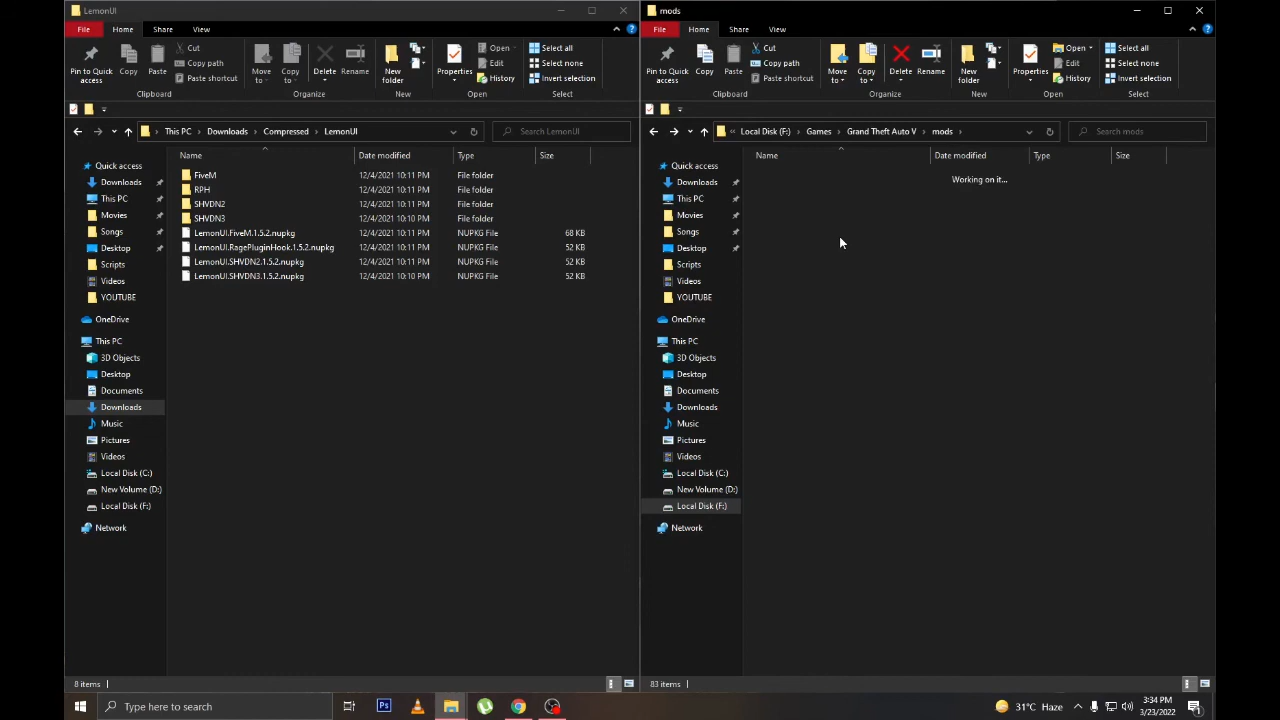 LemonUI
File Home Share View
Pin to Quick access
Copy
Paste
Cut
Copy path
Paste shortcut
Clipboard
Move to
Copy to
Delete
Rename
Organize
New folder
New
Properties
Open
Edit
History
Open
Select all
Select none
Invert selection
Select
This PC Downloads Compressed LemonUI
Search LemonUI
Name Date modified Type Size
Quick access
Downloads
This PC
Movies
Songs
Desktop
Scripts
Videos
YOUTUBE
OneDrive
This PC
3D Objects
Desktop
Documents
Downloads
Music
Pictures
Videos
Local Disk (C:)
New Volume (D:)
Local Disk (F:)
Network
FiveM 12/4/2021 10:11 PM File folder
RPH 12/4/2021 10:11 PM File folder
SHVDN2 12/4/2021 10:11 PM File folder
SHVDN3 12/4/2021 10:10 PM File folder
LemonUI.FiveM.1.5.2.nupkg 12/4/2021 10:11 PM NUPKG File 68 KB
LemonUI.RagePluginHook.1.5.2.nupkg 12/4/2021 10:11 PM NUPKG File 52 KB
LemonUI.SHVDN2.1.5.2.nupkg 12/4/2021 10:11 PM NUPKG File 52 KB
LemonUI.SHVDN3.1.5.2.nupkg 12/4/2021 10:10 PM NUPKG File 52 KB
8 items
mods
File Home Share View
Pin to Quick access
Copy
Paste
Cut
Copy path
Paste shortcut
Clipboard
Move to
Copy to
Delete
Rename
Organize
New folder
New
Properties
Open
Edit
History
Open
Select all
Select none
Invert selection
Select
« Local Disk (F:) Games Grand Theft Auto V mods
Search mods
Name Date modified Type Size
Working on it...
Quick access
Downloads
This PC
Movies
Songs
Desktop
Scripts
Videos
YOUTUBE
OneDrive
This PC
3D Objects
Desktop
Documents
Downloads
Music
Pictures
Videos
Local Disk (C:)
New Volume (D:)
Local Disk (F:)
Network
83 items
Type here to search
Ps
31°C Haze
3:34 PM
3/23/2022
1